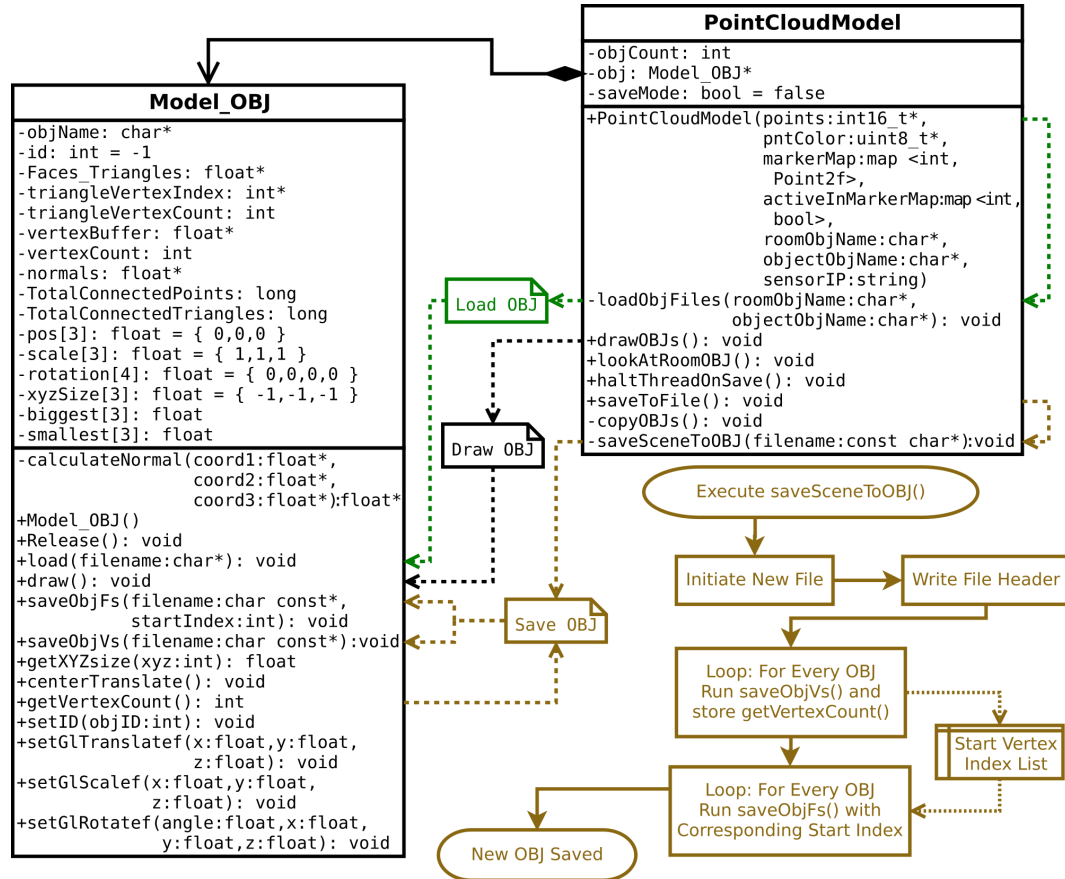 PointCloudModel
-objCount: int
-obj: Model_OBJ*
-saveMode: bool = false
+PointCloudModel(points:int16_t*,
pntColor:uint8_t*,
markerMap:map <int,
Point2f>,
activeInMarkerMap:map <int,
bool>,
roomObjName:char*,
objectObjName:char*,
sensorIP:string)
-loadObjFiles(roomObjName:char*,
objectObjName:char*): void
+drawOBJs(): void
+lookAtRoomOBJ(): void
+haltThreadOnSave(): void
+saveToFile(): void
-copyOBJs(): void
-saveSceneToOBJ(filename:const char*):void
Model_OBJ
-objName: char*
-id: int = -1
-Faces_Triangles: float*
-triangleVertexIndex: int*
-triangleVertexCount: int
-vertexBuffer: float*
-vertexCount: int
-normals: float*
-TotalConnectedPoints: long
-TotalConnectedTriangles: long
-pos[3]: float = { 0,0,0 }
-scale[3]: float = { 1,1,1 }
-rotation[4]: float = { 0,0,0,0 }
-xyzSize[3]: float = { -1,-1,-1 }
-biggest[3]: float
-smallest[3]: float
-calculateNormal(coord1:float*,
coord2:float*,
coord3:float*):float*
+Model_OBJ()
+Release(): void
+load(filename:char*): void
+draw(): void
+saveObjFs(filename:char const*,
startIndex:int): void
+saveObjVs(filename:char const*):void
+getXYZsize(xyz:int): float
+centerTranslate(): void
+getVertexCount(): int
+setID(objID:int): void
+setGlTranslatef(x:float,y:float,
z:float): void
+setGlScalef(x:float,y:float,
z:float): void
+setGlRotatef(angle:float,x:float,
y:float,z:float): void
Load OBJ
Draw OBJ
Save OBJ
Execute saveSceneToOBJ()
Initiate New File
Write File Header
Loop: For Every OBJ
Run saveObjVs() and
store getVertexCount()
Start Vertex
Index List
Loop: For Every OBJ
Run saveObjFs() with
Corresponding Start Index
New OBJ Saved